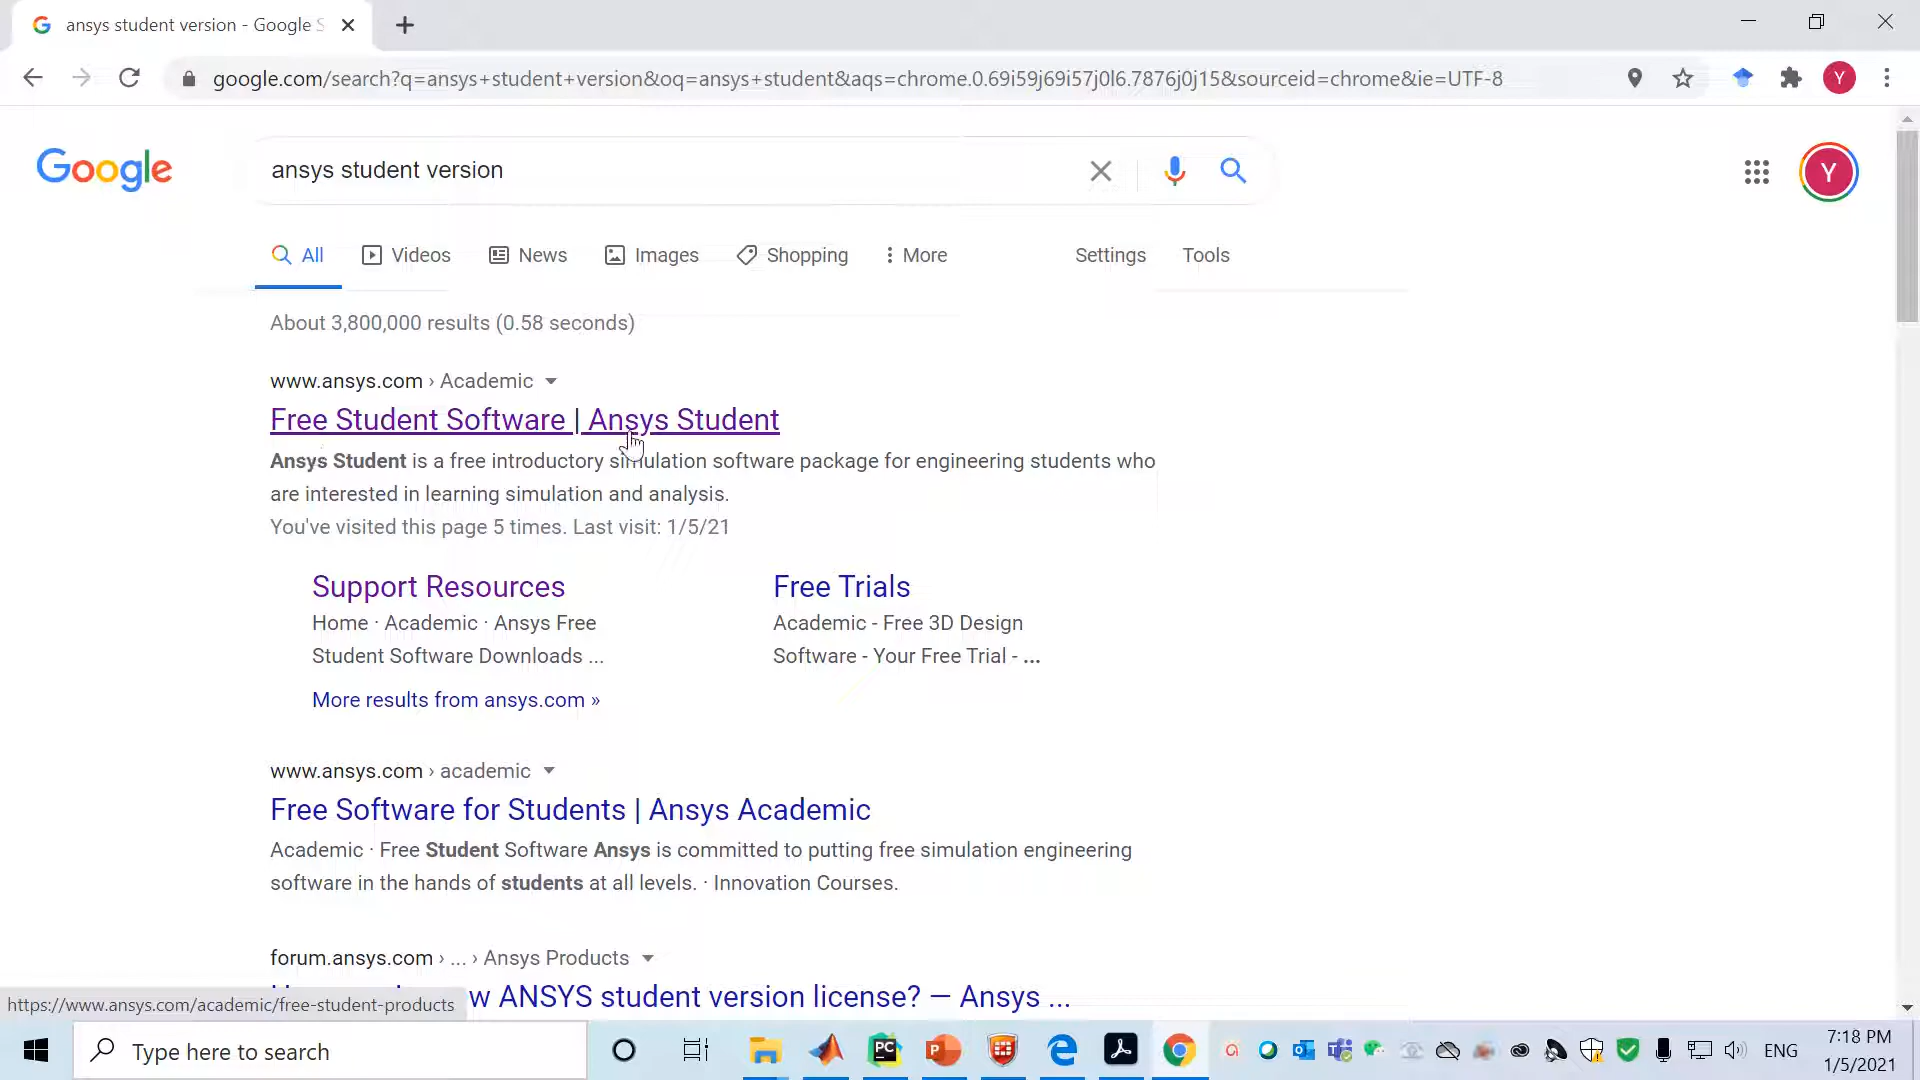 ansys student version - Google S
google.com/search?q=ansys+student+version&oq=ansys+student&aqs=chrome.0.69i59j69i57j0l6.7876j0j15&sourceid=chrome&ie=UTF-8
Y
Google
ansys student version
Y
All
Videos
News
Images
Shopping
More
Settings
Tools
About 3,800,000 results (0.58 seconds)
www.ansys.com › Academic
Free Student Software | Ansys Student
Ansys Student is a free introductory simulation software package for engineering students who
are interested in learning simulation and analysis.
You've visited this page 5 times. Last visit: 1/5/21
Support Resources
Home · Academic · Ansys Free
Student Software Downloads ...
Free Trials
Academic - Free 3D Design
Software - Your Free Trial - ...
More results from ansys.com »
www.ansys.com › academic
Free Software for Students | Ansys Academic
Academic · Free Student Software Ansys is committed to putting free simulation engineering
software in the hands of students at all levels. · Innovation Courses.
forum.ansys.com › ... › Ansys Products
w ANSYS student version license? — Ansys ...
https://www.ansys.com/academic/free-student-products
Type here to search
PC
P
ENG
7:18 PM
1/5/2021